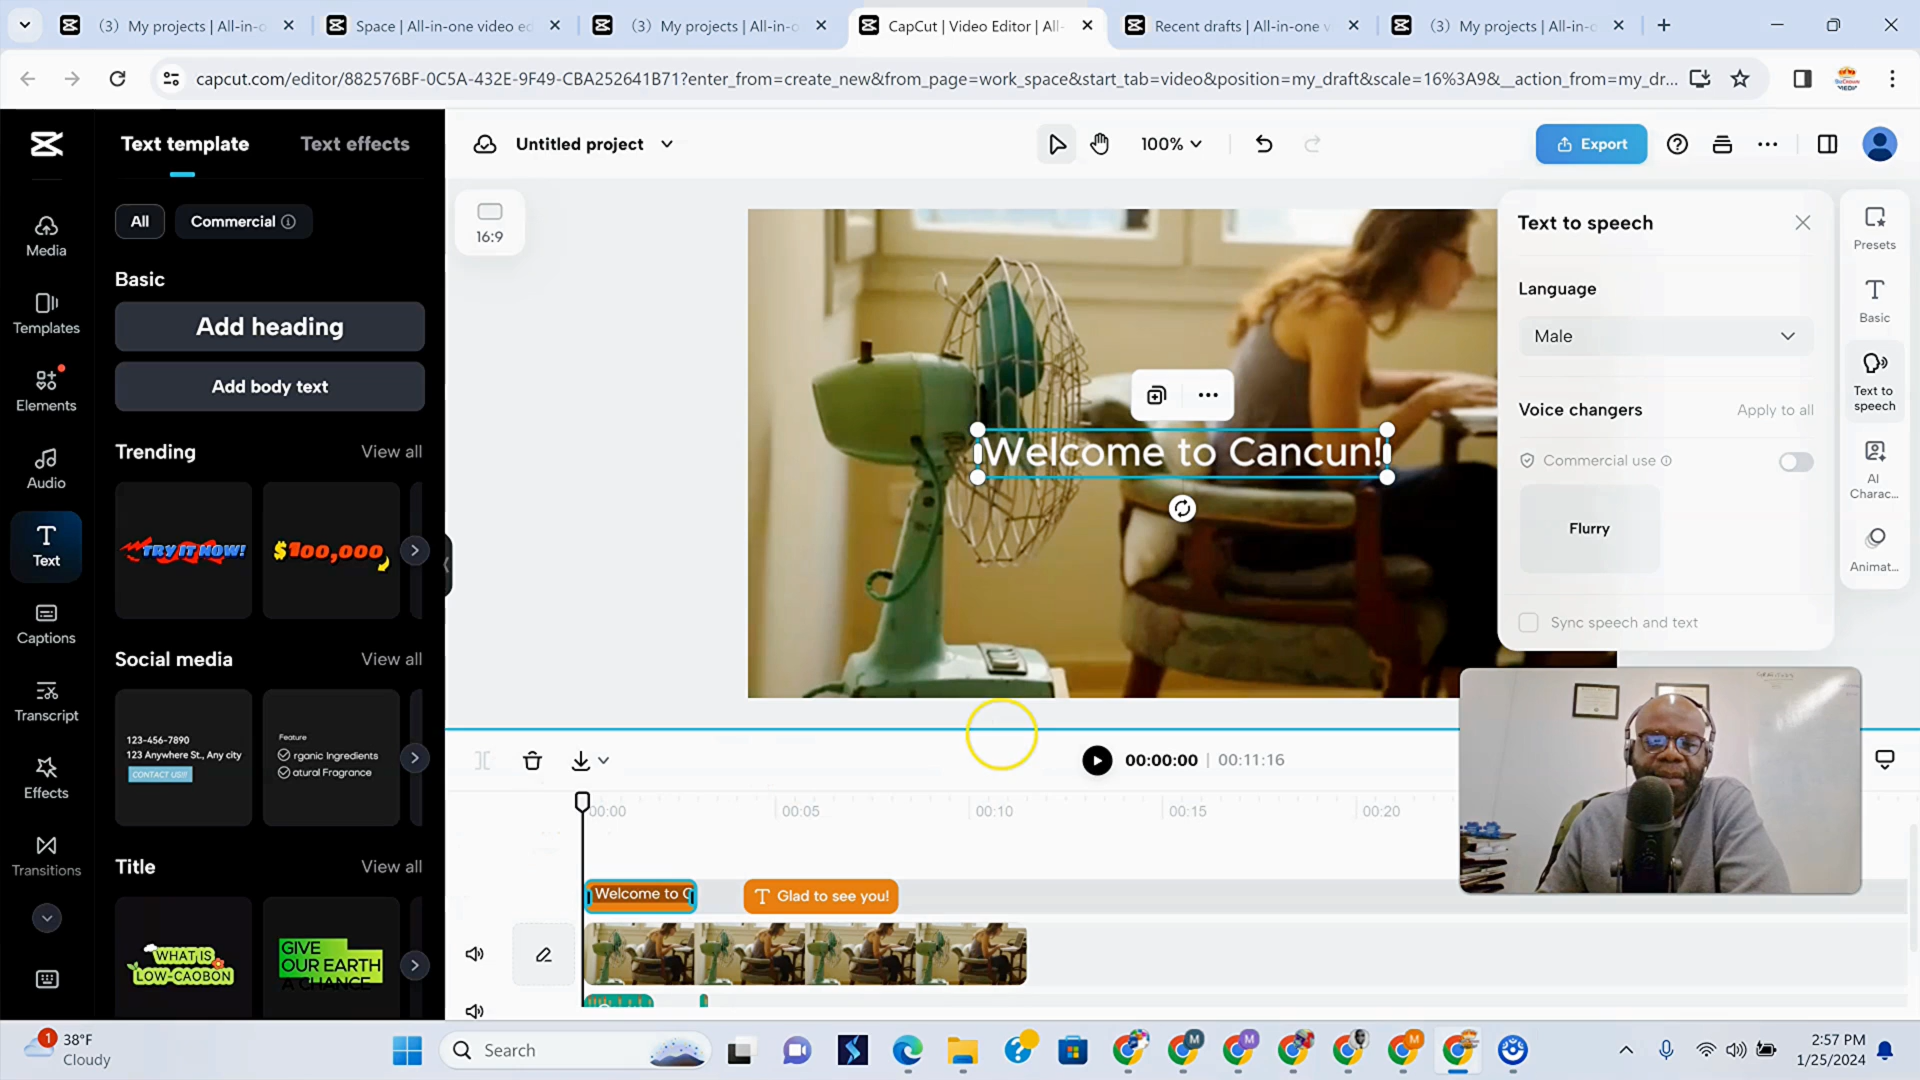 (3) My projects | All-in-o
Space | All-in-one video ed
(3) My projects | All-in-o
CapCut | Video Editor | All-
Recent drafts | All-in-one v
(3) My projects | All-in-o
capcut.com/editor/882576BF-0C5A-432E-9F49-CBA252641B71?enter_from=create_new&from_page=work_space&start_tab=video&position=my_draft&scale=16%3A9&__action_from=my_dr...
Text template
Text effects
Untitled project
100%
Export
All
Commercial
16:9
Media
Templates
Elements
Audio
Text
Captions
Transcript
Effects
Transitions
Basic
Add heading
Add body text
Trending
View all
TRY IT NOW!
$100,000
Social media
View all
123-456-7890
123 Anywhere St., Any city
CONTACT US!!
Feature
rganic Ingredients
atural Fragrance
Title
View all
WHAT IS
LOW-CAOBON
GIVE
OUR EARTH
A CHANCE
Welcome to Cancun!
Text to speech
Language
Male
Voice changers
Apply to all
Commercial use
Flurry
Sync speech and text
Presets
Basic
Text to
speech
AI
Charac...
Animat...
00:00:00 | 00:11:16
00:00
00:05
00:10
00:15
00:20
Welcome to C
Glad to see you!
1
38°F
Cloudy
Search
M
M
M
2:57 PM
1/25/2024